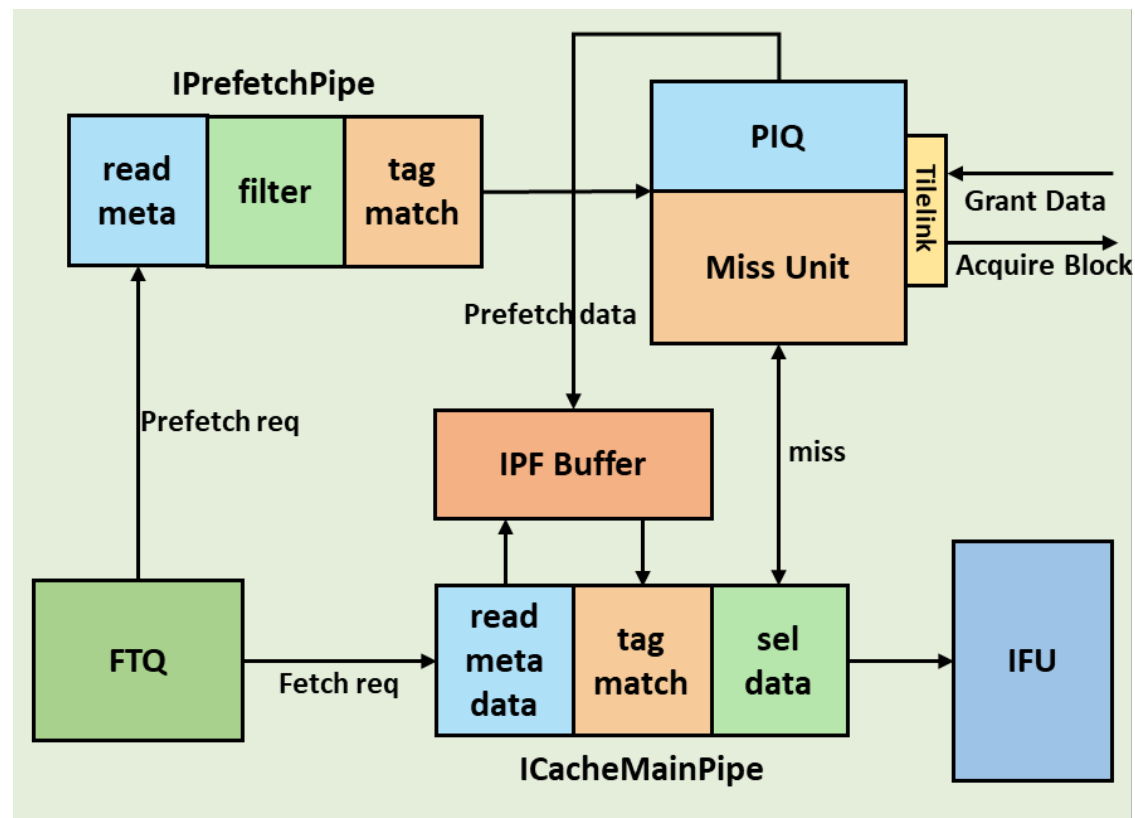 IPrefetchPipe
read
meta
filter
tag
match
PIQ
Miss Unit
Tilelink
Grant Data
Acquire Block
Prefetch data
Prefetch req
IPF Buffer
miss
FTQ
Fetch req
read
meta
data
tag
match
sel
data
IFU
ICacheMainPipe